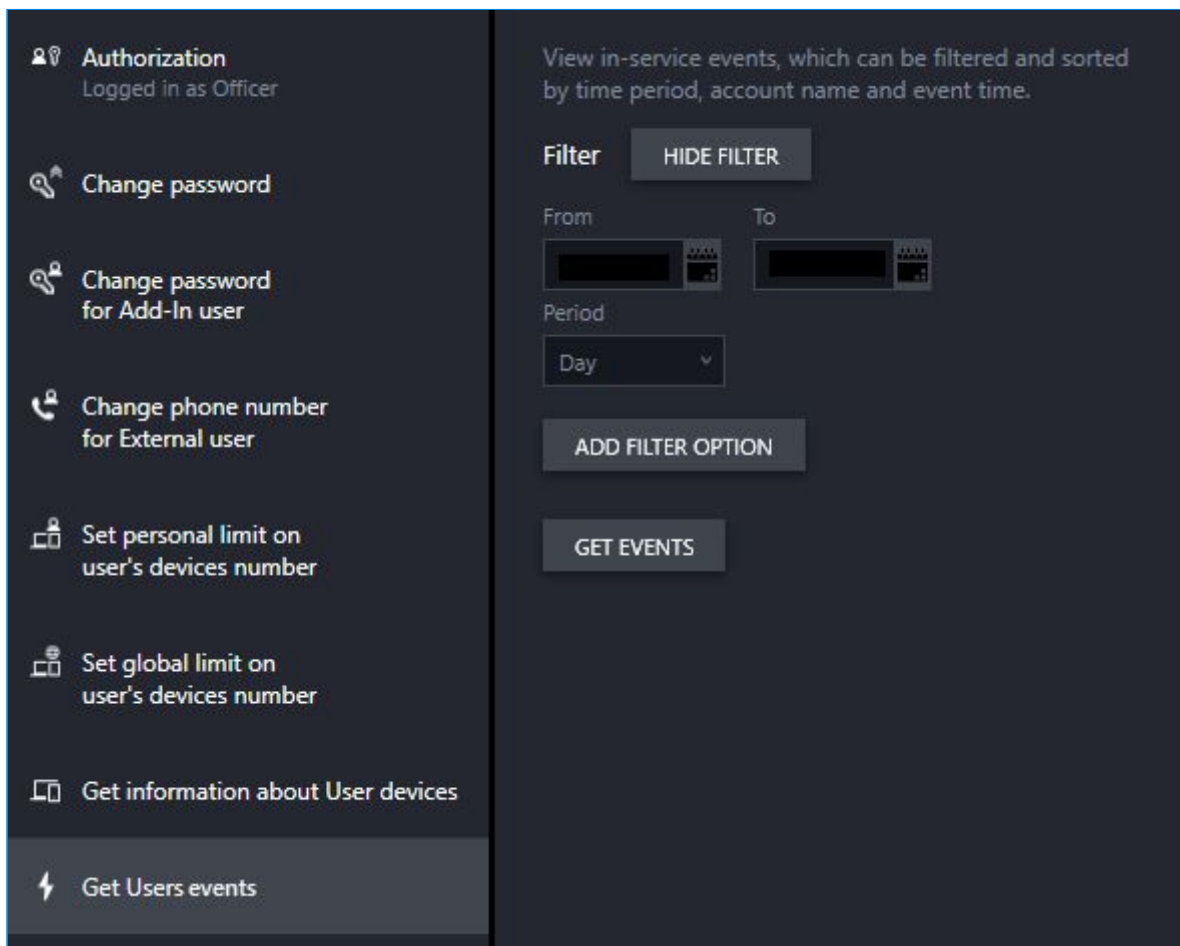 Authorization
Logged in as Officer
Change password
Change password
for Add-In user
Change phone number
for External user
Set personal limit on
user's devices number
Set global limit on
user's devices number
Get information about User devices
Get Users events
View in-service events, which can be filtered and sorted
by time period, account name and event time.
Filter
HIDE FILTER
From
To
Period
Day
ADD FILTER OPTION
GET EVENTS